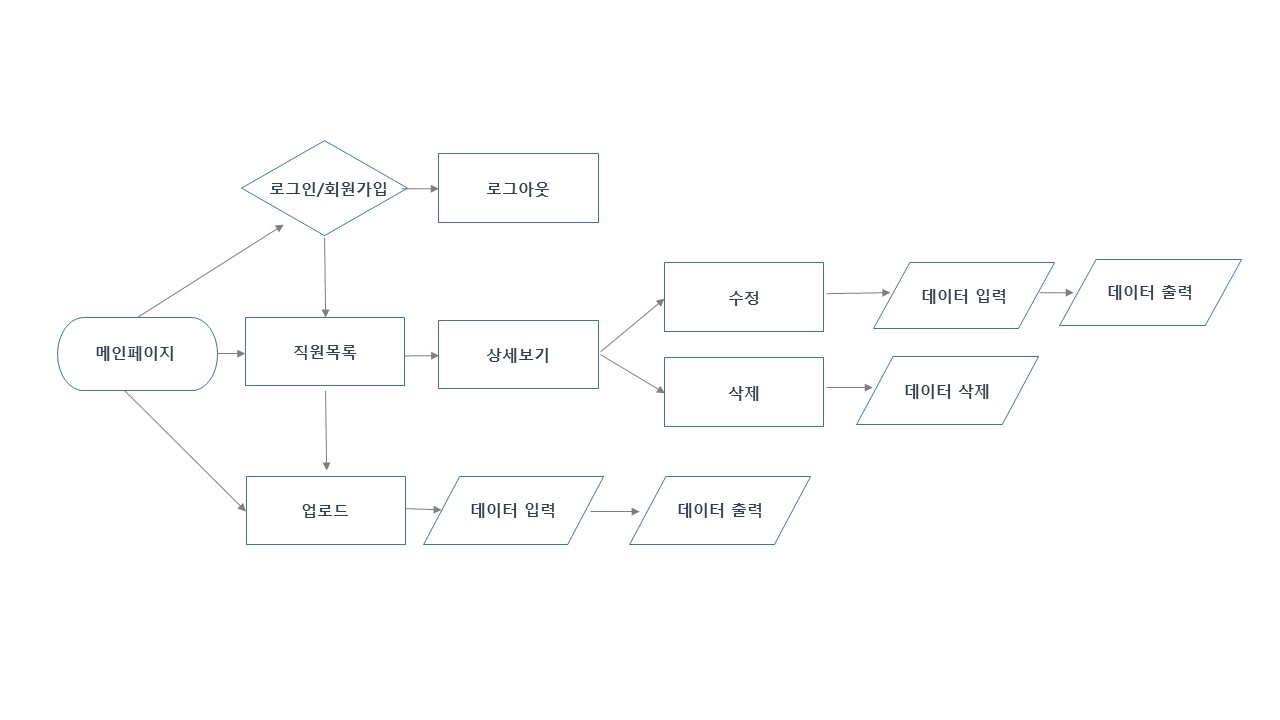 로그인/회원가입
로그아웃
수정
데이터 입력
데이터 출력
메인페이지
직원목록
상세보기
삭제
데이터 삭제
업로드
데이터 입력
데이터 출력